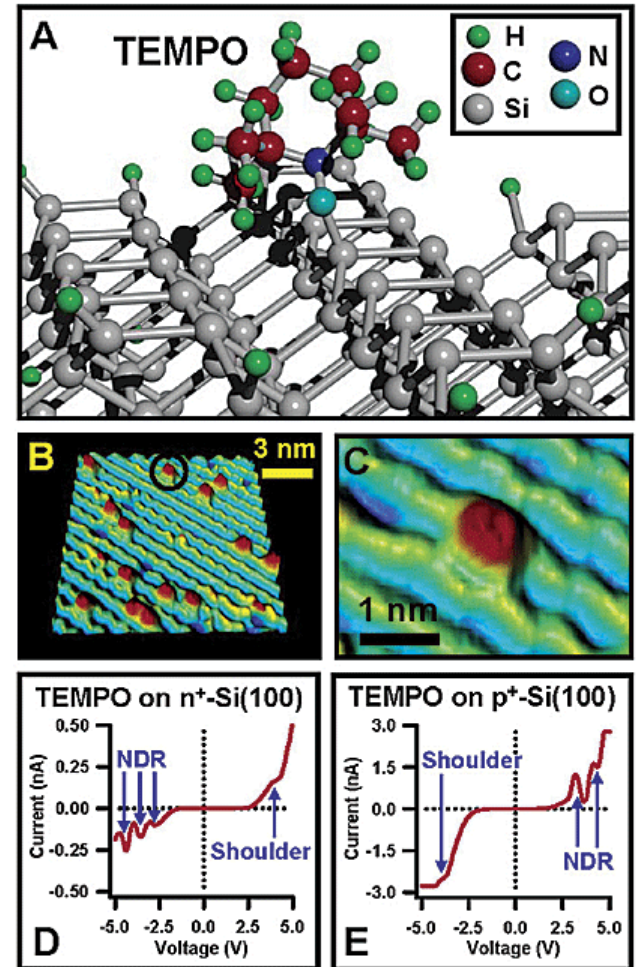 A
TEMPO
H
N
C
O
Si
B
3 nm
C
1 nm
TEMPO on n⁺-Si(100)
Current (nA)
0.50
0.25
0.00
-0.25
-0.50
NDR
Shoulder
-5.0 -2.5 0.0 2.5 5.0
Voltage (V)
D
TEMPO on p⁺-Si(100)
Current (nA)
3.0
1.5
0.0
-1.5
-3.0
Shoulder
NDR
-5.0 -2.5 0.0 2.5 5.0
Voltage (V)
E